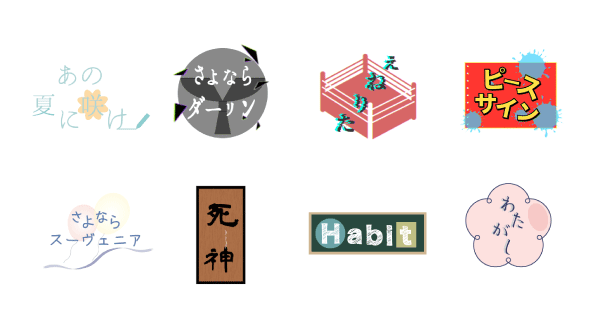 あの
夏に咲け
さよなら
ダーリン
ねぇ
ねりた
ピース
サイン
さよなら
スーヴェニア
死神
Habit
わた
がし